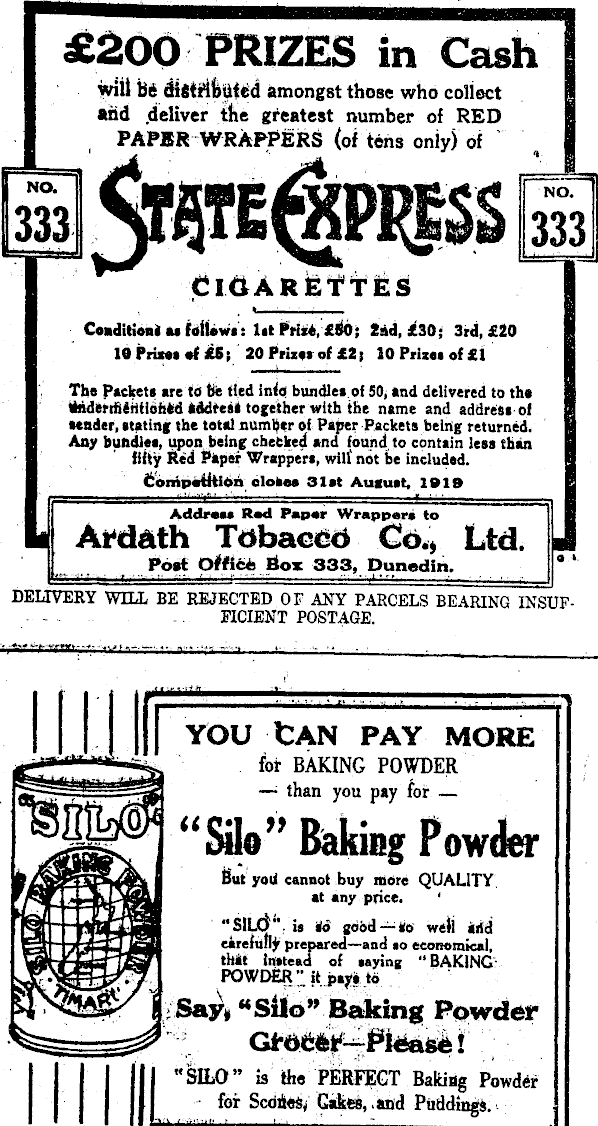 £200 PRIZES in Cash
will be distributed amongst those who collect
and deliver the greatest number of RED
PAPER WRAPPERS (of tens only) of
NO.
333
STATE EXPRESS
NO.
333
CIGARETTES
Conditions as follows: 1st Prize, £50; 2nd, £30; 3rd, £20
10 Prizes of £5; 20 Prizes of £2; 10 Prizes of £1
The Packets are to be tied into bundles of 50, and delivered to the
undermentioned address together with the name and address of
sender, stating the total number of Paper Packets being returned.
Any bundles, upon being checked and found to contain less than
fifty Red Paper Wrappers, will not be included.
Competition closes 31st August, 1919
Address Red Paper Wrappers to
Ardath Tobacco Co., Ltd.
Post Office Box 333, Dunedin.
DELIVERY WILL BE REJECTED OF ANY PARCELS BEARING INSUF-
FICIENT POSTAGE.
YOU CAN PAY MORE
for BAKING POWDER
— than you pay for —
"Silo" Baking Powder
But you cannot buy more QUALITY
at any price.
"SILO" is so good—so well and
carefully prepared—and so economical,
that instead of saying "BAKING
POWDER" it pays to
Say, "Silo" Baking Powder
Grocer—Please!
"SILO" is the PERFECT Baking Powder
for Scones, Cakes, and Puddings.
"SILO"
SILO BAKING POWDER
TIMARU